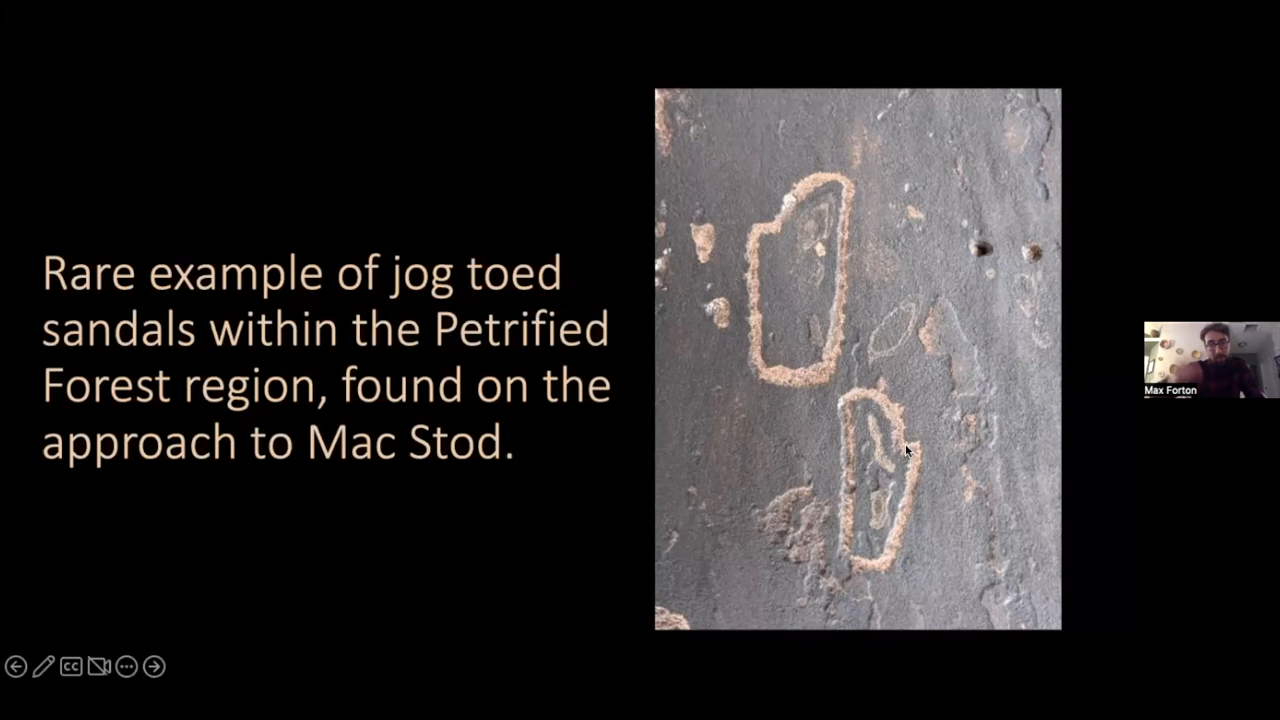 Rare example of jog toed
sandals within the Petrified
Forest region, found on the
approach to Mac Stod.
Max Forton
CC